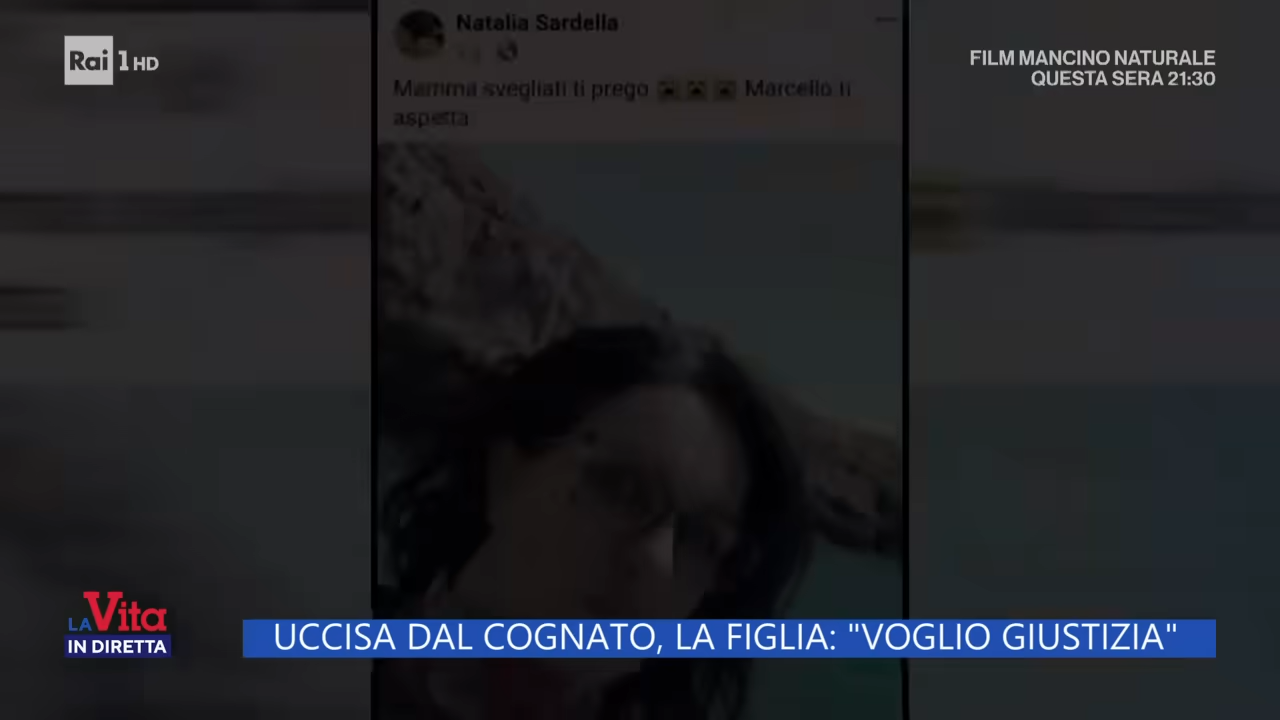 Natalia Sardella
Rai 1 HD
FILM MANCINO NATURALE
QUESTA SERA 21:30
Mamma svegliati ti prego 😭😭😭 Marcello ti
aspetta
LA Vita
IN DIRETTA
UCCISA DAL COGNATO, LA FIGLIA: "VOGLIO GIUSTIZIA"